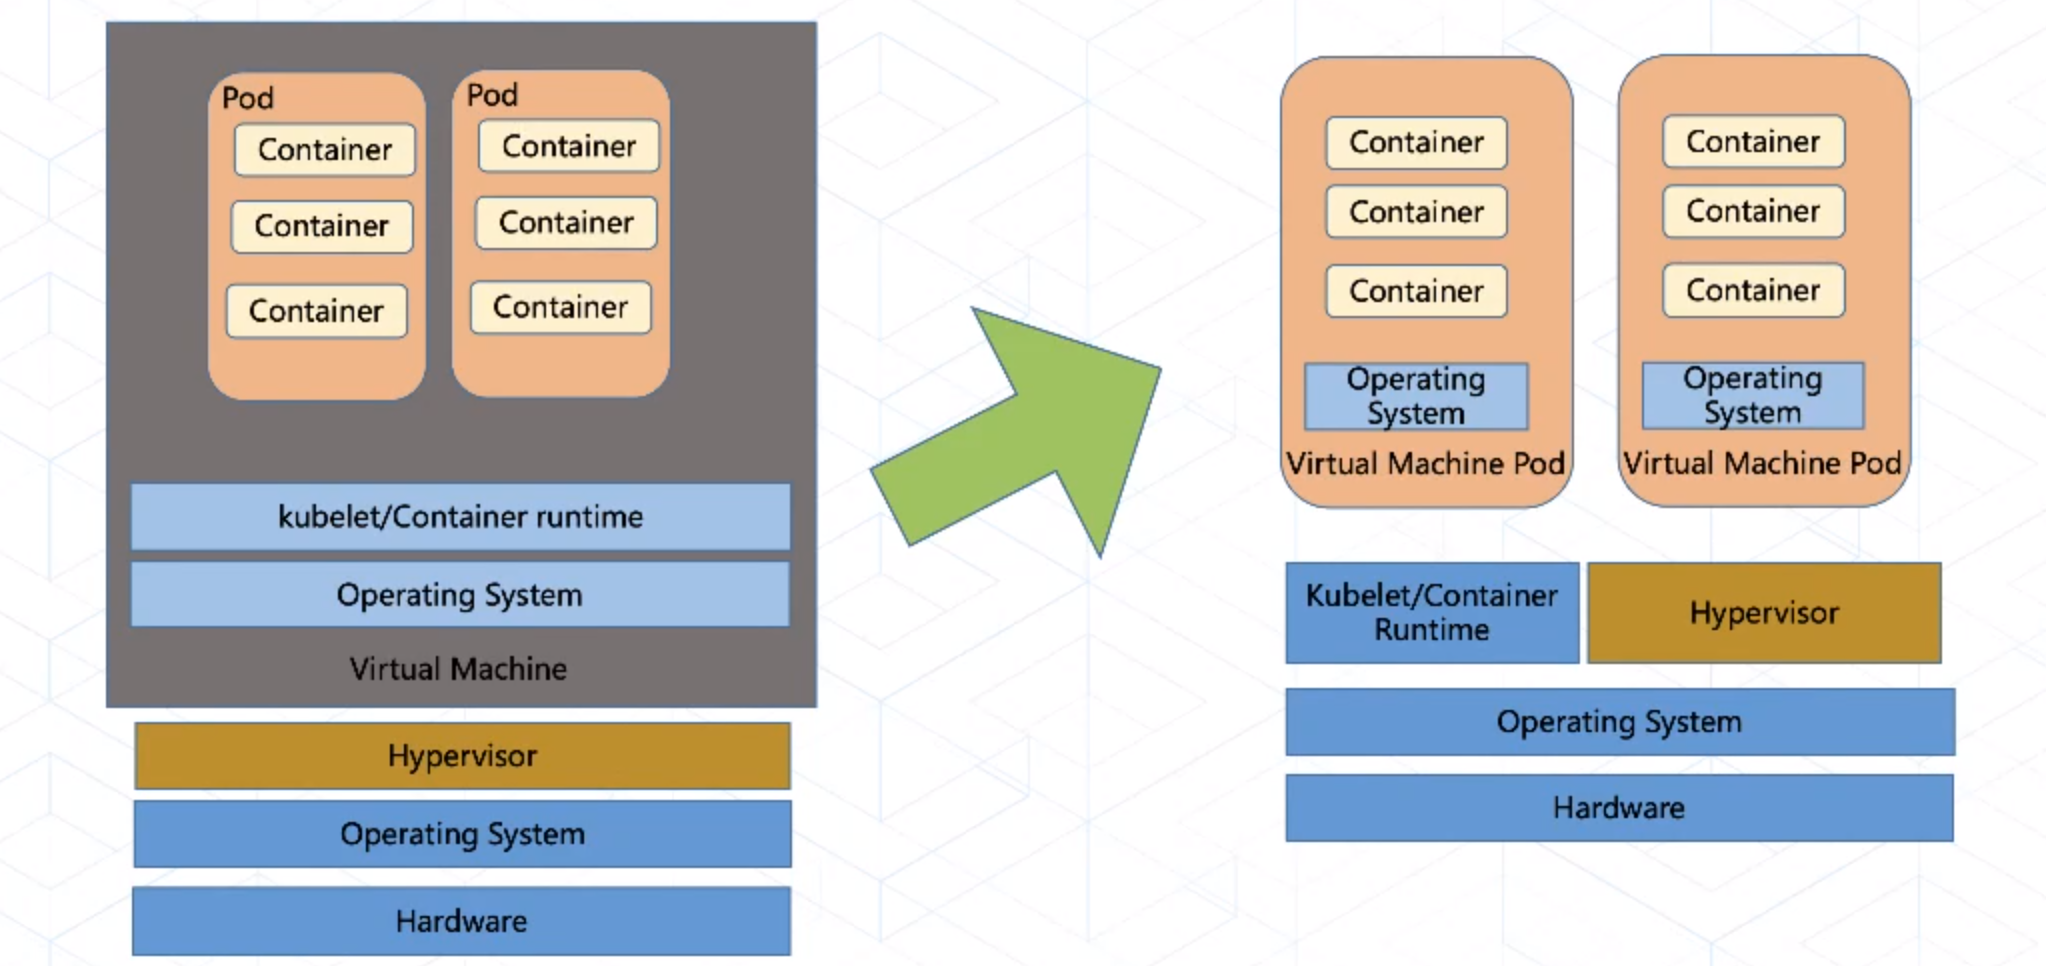 Pod
Container
Container
Container
Pod
Container
Container
Container
kubelet/Container runtime
Operating System
Virtual Machine
Hypervisor
Operating System
Hardware
Container
Container
Container
Operating
System
Virtual Machine Pod
Container
Container
Container
Operating
System
Virtual Machine Pod
Kubelet/Container
Runtime
Hypervisor
Operating System
Hardware